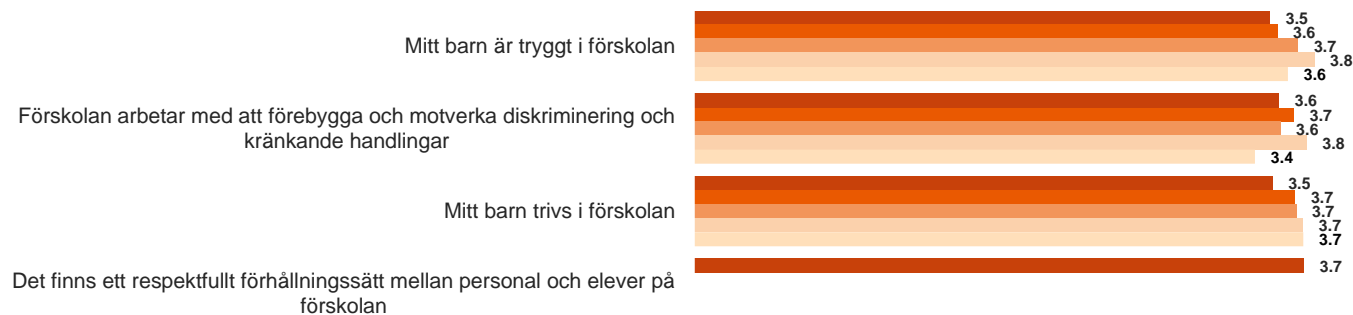 3.5
3.6
Mitt barn är tryggt i förskolan
3.7
3.8
3.6
3.6
Förskolan arbetar med att förebygga och motverka diskriminering och
kränkande handlingar
3.7
3.6
3.8
3.4
3.5
3.7
Mitt barn trivs i förskolan
3.7
3.7
3.7
3.7
Det finns ett respektfullt förhållningssätt mellan personal och elever på
förskolan